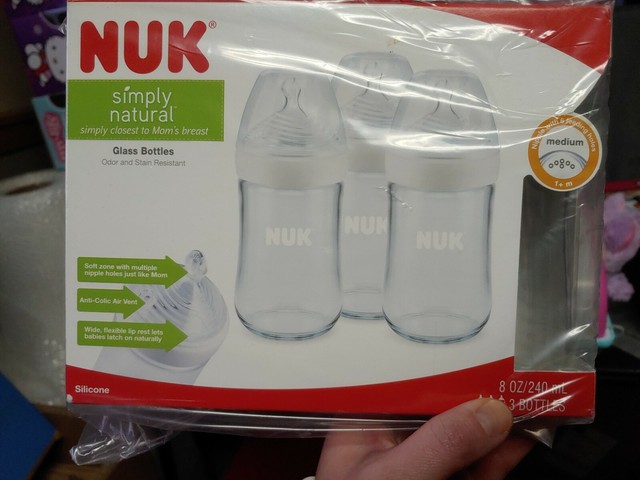 NUK®
simply
natural™
simply closest to Mom's breast
Glass Bottles
Odor and Stain Resistant
NUK
NUK
NUK
medium
1+ m
Soft zone with multiple
nipple holes just like Mom
Anti-Colic Air Vent
Wide, flexible lip rest lets
babies latch on naturally
Silicone
8 OZ/240 mL
3 BOTTLES